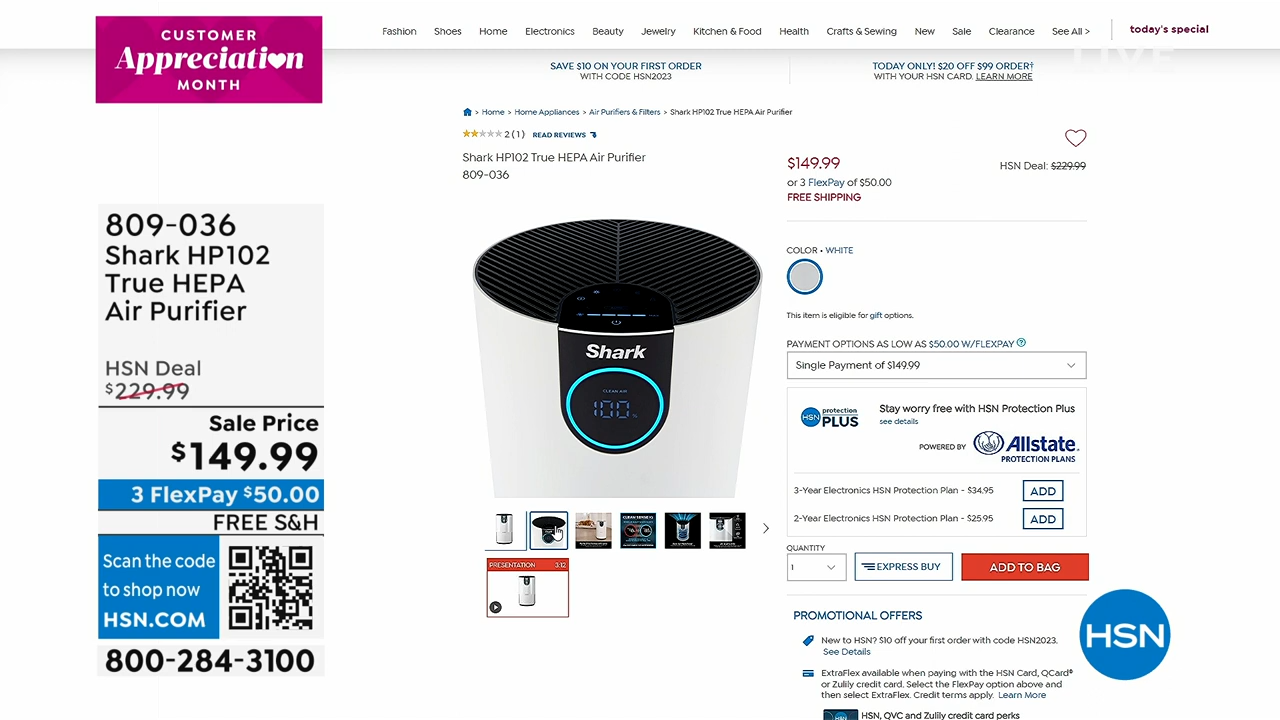 CUSTOMER
Appreciation
MONTH
Fashion Shoes Home Electronics Beauty Jewelry Kitchen & Food Health Crafts & Sewing New Sale Clearance See All > today's special
LIVE
SAVE $10 ON YOUR FIRST ORDER
WITH CODE HSN2023
TODAY ONLY! $20 OFF $99 ORDER†
WITH YOUR HSN CARD. LEARN MORE
> Home > Home Appliances > Air Purifiers & Filters > Shark HP102 True HEPA Air Purifier
2 (1) READ REVIEWS
Shark HP102 True HEPA Air Purifier
809-036
$149.99
HSN Deal: $229.99
or 3 FlexPay of $50.00
FREE SHIPPING
COLOR • WHITE
This item is eligible for gift options.
PAYMENT OPTIONS AS LOW AS $50.00 W/FLEXPAY
Single Payment of $149.99
HSN protection PLUS
Stay worry free with HSN Protection Plus
see details
POWERED BY Allstate.
PROTECTION PLANS
3-Year Electronics HSN Protection Plan - $34.95 ADD
2-Year Electronics HSN Protection Plan - $25.95 ADD
QUANTITY
1 EXPRESS BUY ADD TO BAG
PROMOTIONAL OFFERS
New to HSN? $10 off your first order with code HSN2023.
See Details
ExtraFlex available when paying with the HSN Card, QCard®
or Zulily credit card. Select the FlexPay option above and
then select ExtraFlex. Credit terms apply. Learn More
HSN HSN, QVC and Zulily credit card perks
Shark
CLEAN AIR
100 %
PRESENTATION 3:12
809-036
Shark HP102
True HEPA
Air Purifier
HSN Deal
$229.99
Sale Price
$149.99
3 FlexPay $50.00
FREE S&H
Scan the code
to shop now
HSN.COM
800-284-3100
HSN